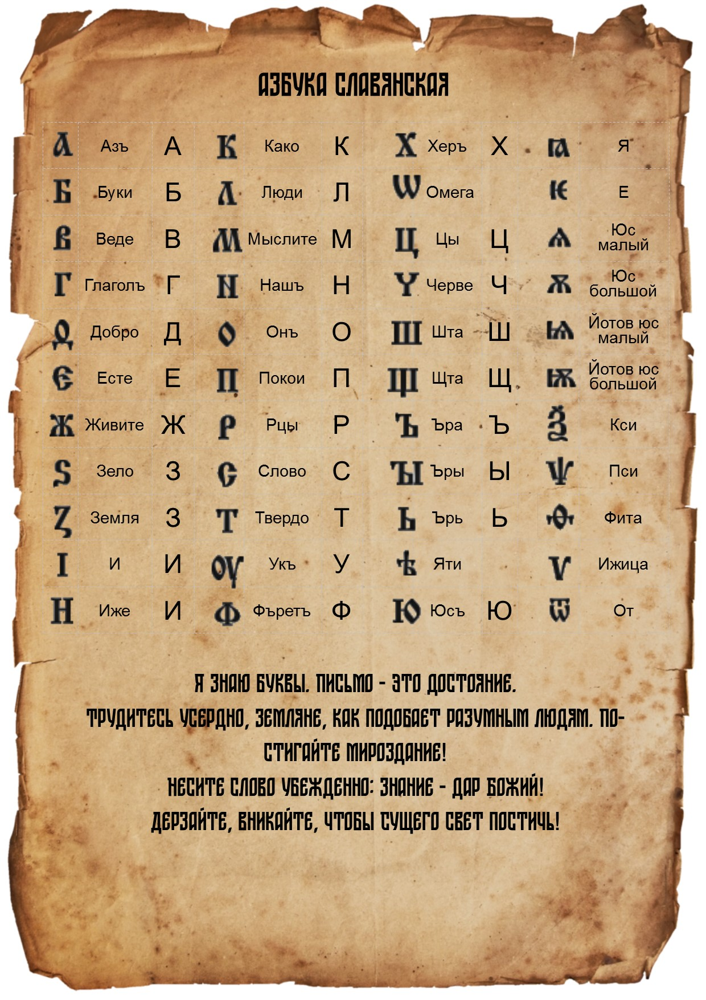 АЗБУКА СЛАВЯНСКАЯ
А Азъ А К Како К Х Херъ Х Ꙗ Я
Б Буки Б Л Люди Л Ѡ Омега Ѥ Е
В Веде В М Мыслите М Ц Цы Ц Ѧ Юс малый
Г Глаголъ Г N Нашъ Н Ч Черве Ч Ѫ Юс большой
Д Добро Д О Онъ О Ш Шта Ш Ѩ Йотов юс малый
Є Есте Е П Покои П Щ Щта Щ Ѭ Йотов юс большой
Ж Живите Ж Р Рцы Р Ъ Ъра Ъ Ѯ Кси
Ѕ Зело З С Слово С Ꙑ Ъры Ы Ѱ Пси
Ꙁ Земля З Т Твердо Т Ь Ърь Ь Ѳ Фита
І И И ОУ Укъ У Ѣ Яти Ѵ Ижица
Н Иже И Ф Фъретъ Ф Ю Юсъ Ю Ѿ От
Я ЗНАЮ БУКВЫ. ПИСЬМО - ЭТО ДОСТОЯНИЕ.
ТРУДИТЕСЬ УСЕРДНО, ЗЕМЛЯНЕ, КАК ПОДОБАЕТ РАЗУМНЫМ ЛЮДЯМ. ПО-
СТИГАЙТЕ МИРОЗДАНИЕ!
НЕСИТЕ СЛОВО УБЕЖДЕННО: ЗНАНИЕ - ДАР БОЖИЙ!
ДЕРЗАЙТЕ, ВНИКАЙТЕ, ЧТОБЫ СУЩЕГО СВЕТ ПОСТИЧЬ!